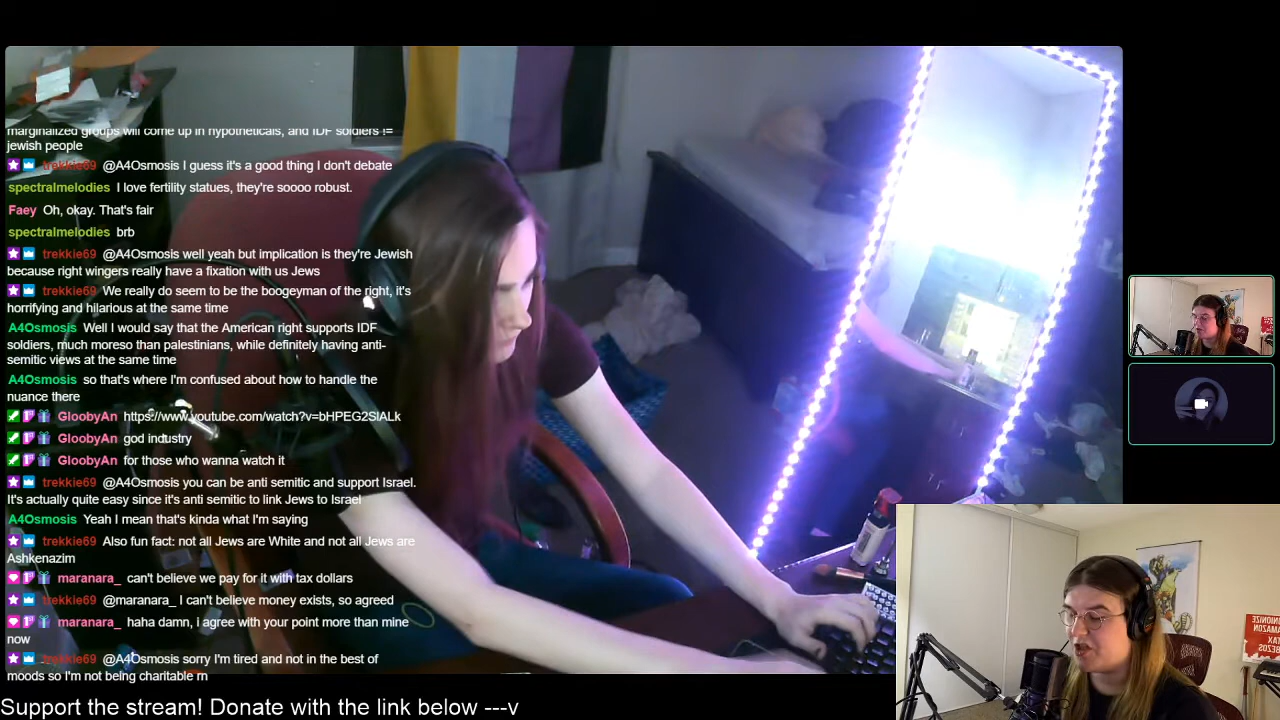 marginalized groups will come up in hypotheticals, and IDF soldiers !=
jewish people
trekkie69 @A4Osmosis I guess it's a good thing I don't debate
spectralmelodies I love fertility statues, they're soooo robust.
Faey Oh, okay. That's fair
spectralmelodies brb
trekkie69 @A4Osmosis well yeah but implication is they're Jewish
because right wingers really have a fixation with us Jews
trekkie69 We really do seem to be the boogeyman of the right, it's
horrifying and hilarious at the same time
A4Osmosis Well I would say that the American right supports IDF
soldiers, much moreso than palestinians, while definitely having anti-
semitic views at the same time
A4Osmosis so that's where I'm confused about how to handle the
nuance there
GloobyAn https://www.youtube.com/watch?v=bHPEG2SlALk
GloobyAn god industry
GloobyAn for those who wanna watch it
trekkie69 @A4Osmosis you can be anti semitic and support Israel.
It's actually quite easy since it's anti semitic to link Jews to Israel
A4Osmosis Yeah I mean that's kinda what I'm saying
trekkie69 Also fun fact: not all Jews are White and not all Jews are
Ashkenazim
maranara_ can't believe we pay for it with tax dollars
trekkie69 @maranara_ I can't believe money exists, so agreed
maranara_ haha damn, i agree with your point more than mine
now
trekkie69 @A4Osmosis sorry I'm tired and not in the best of
moods so I'm not being charitable rn
Support the stream! Donate with the link below ---v
UNIONIZE
AMAZON
TAX
BEZOS